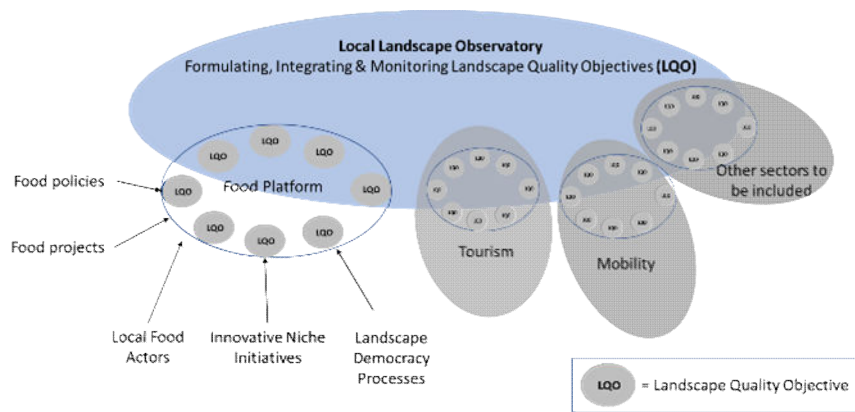 Local Landscape Observatory
Formulating, Integrating & Monitoring Landscape Quality Objectives (LQO)
LQO
LQO
LQO
LQO
Food Platform
LQO
LQO
LQO
LQO
Food policies
Food projects
Local Food
Actors
Innovative Niche
Initiatives
Landscape
Democracy
Processes
Tourism
Mobility
Other sectors to
be included
LQO
= Landscape Quality Objective